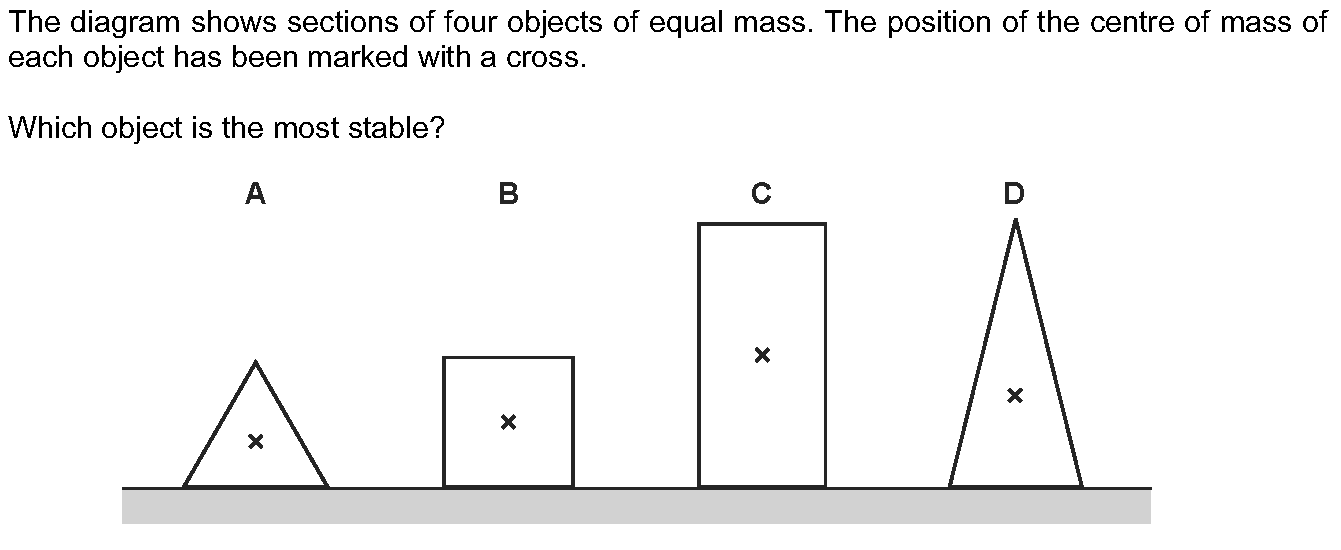 The diagram shows sections of four objects of equal mass. The position of the centre of mass of
each object has been marked with a cross.
Which object is the most stable?
A B C D